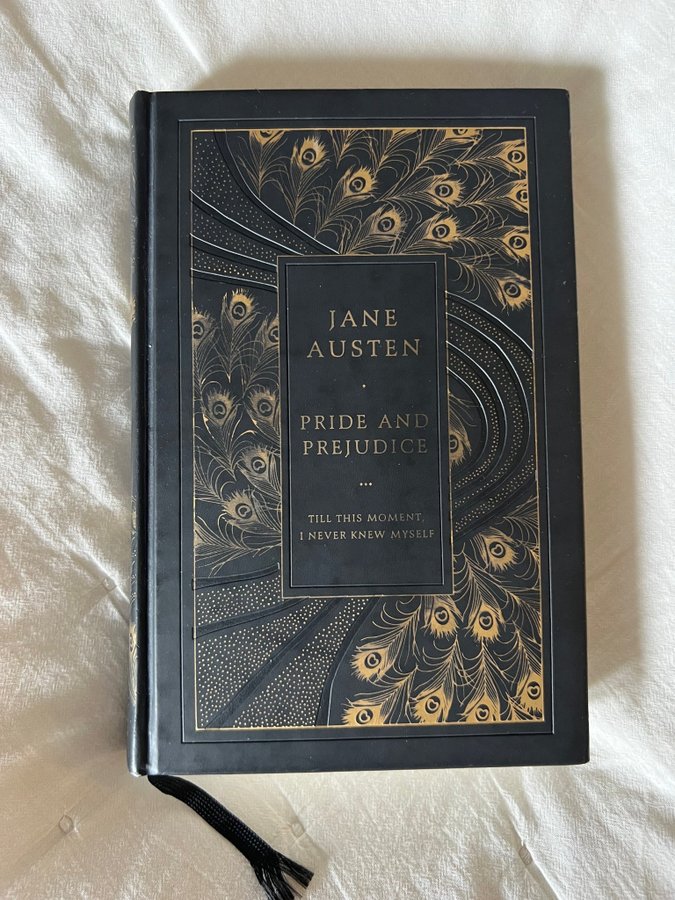 JANE
AUSTEN
PRIDE AND
PREJUDICE
...
TILL THIS MOMENT,
I NEVER KNEW MYSELF